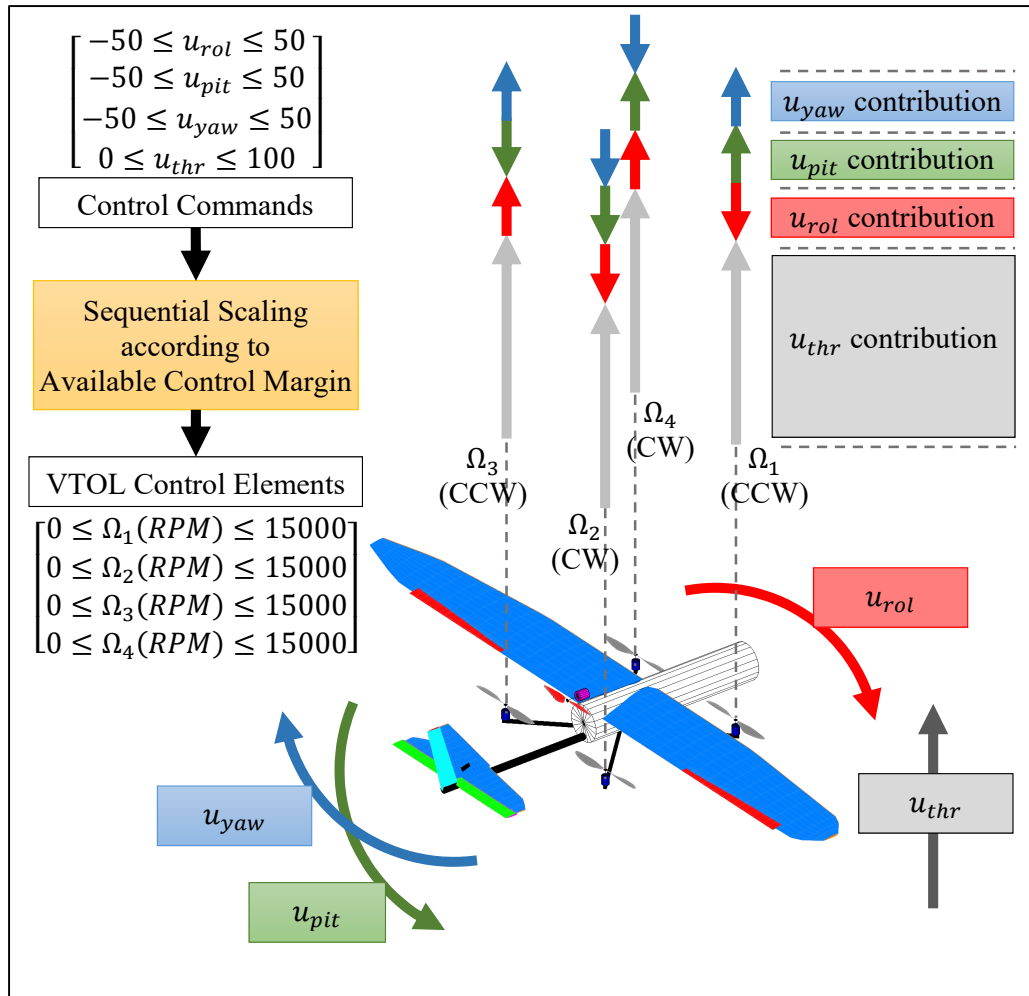 −50 ≤ u_rol ≤ 50
−50 ≤ u_pit ≤ 50
−50 ≤ u_yaw ≤ 50
0 ≤ u_thr ≤ 100
Control Commands
Sequential Scaling
according to
Available Control Margin
VTOL Control Elements
0 ≤ Ω₁(RPM) ≤ 15000
0 ≤ Ω₂(RPM) ≤ 15000
0 ≤ Ω₃(RPM) ≤ 15000
0 ≤ Ω₄(RPM) ≤ 15000
u_yaw contribution
u_pit contribution
u_rol contribution
u_thr contribution
Ω₃
(CCW)
Ω₂
(CW)
Ω₄
(CW)
Ω₁
(CCW)
u_rol
u_thr
u_yaw
u_pit